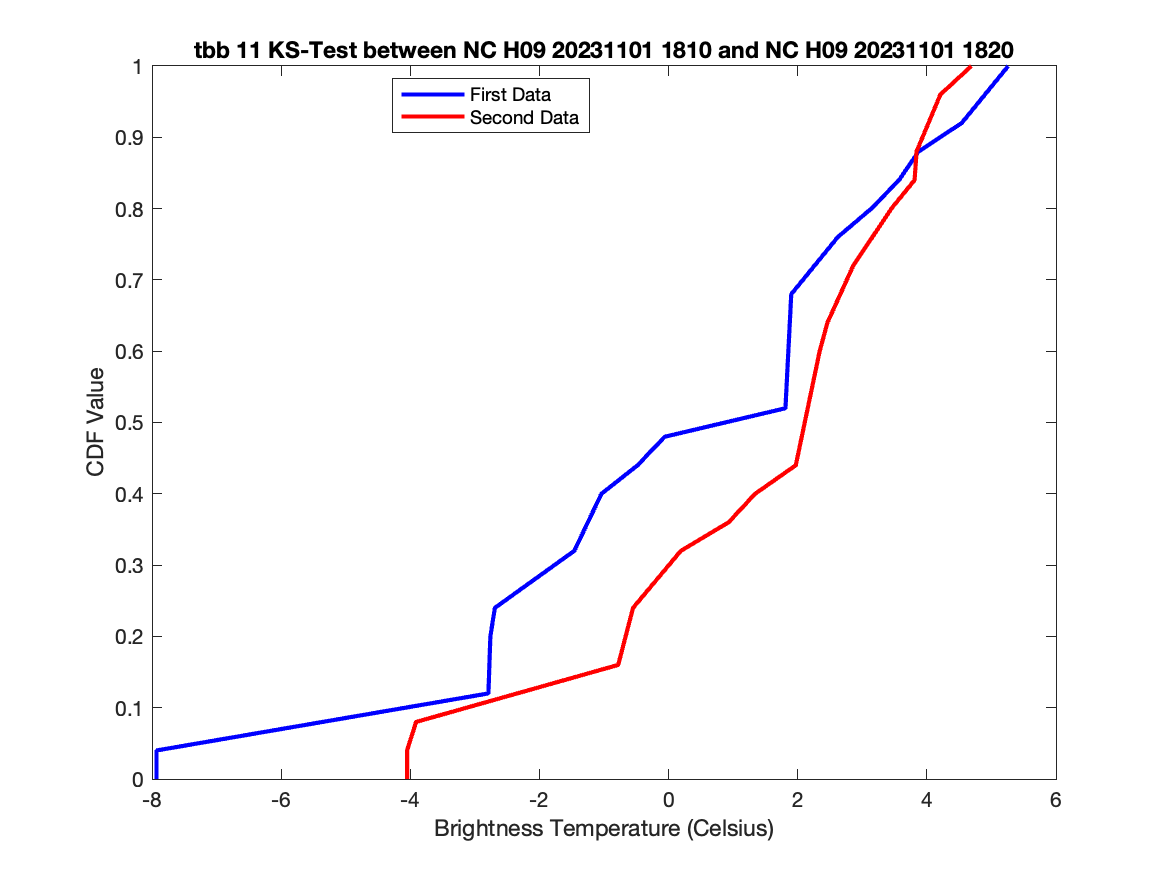 tbb 11 KS-Test between NC H09 20231101 1810 and NC H09 20231101 1820
First Data
Second Data
1
0.9
0.8
0.7
0.6
0.5
0.4
0.3
0.2
0.1
0
CDF Value
-8 -6 -4 -2 0 2 4 6
Brightness Temperature (Celsius)